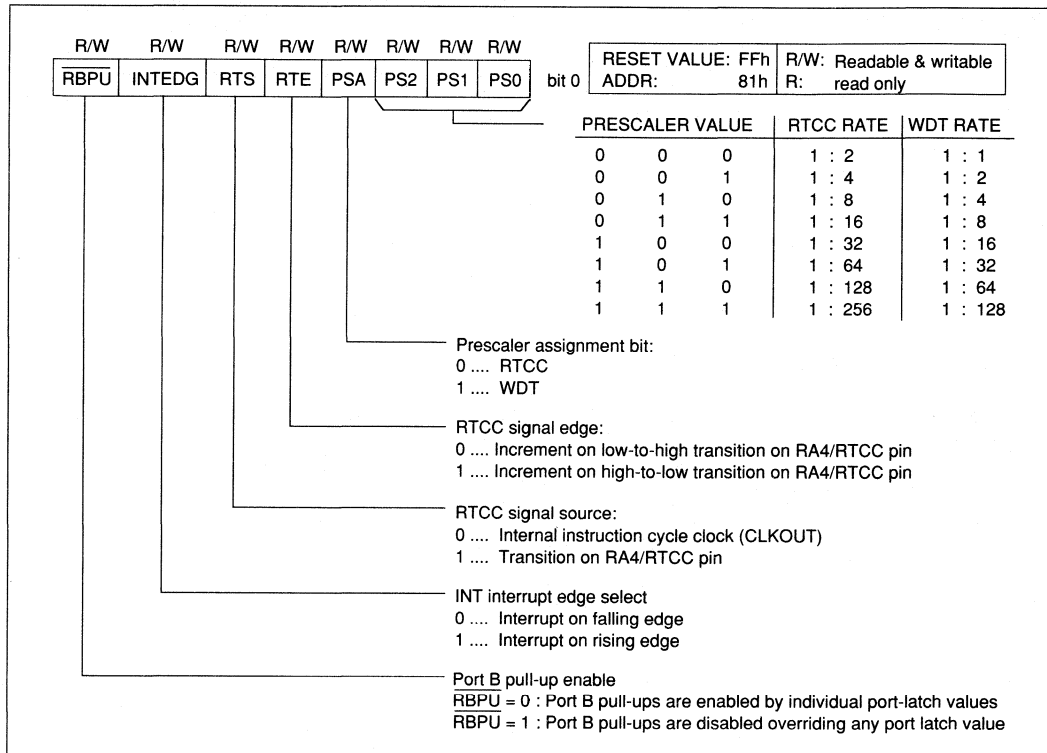 R/W R/W R/W R/W R/W R/W R/W R/W
RBPU INTEDG RTS RTE PSA PS2 PS1 PS0 bit 0
RESET VALUE: FFh R/W: Readable & writable
ADDR: 81h R: read only
PRESCALER VALUE RTCC RATE WDT RATE
0 0 0 1 : 2 1 : 1
0 0 1 1 : 4 1 : 2
0 1 0 1 : 8 1 : 4
0 1 1 1 : 16 1 : 8
1 0 0 1 : 32 1 : 16
1 0 1 1 : 64 1 : 32
1 1 0 1 : 128 1 : 64
1 1 1 1 : 256 1 : 128
Prescaler assignment bit:
0 .... RTCC
1 .... WDT
RTCC signal edge:
0 .... Increment on low-to-high transition on RA4/RTCC pin
1 .... Increment on high-to-low transition on RA4/RTCC pin
RTCC signal source:
0 .... Internal instruction cycle clock (CLKOUT)
1 .... Transition on RA4/RTCC pin
INT interrupt edge select
0 .... Interrupt on falling edge
1 .... Interrupt on rising edge
Port B pull-up enable
RBPU = 0 : Port B pull-ups are enabled by individual port-latch values
RBPU = 1 : Port B pull-ups are disabled overriding any port latch value